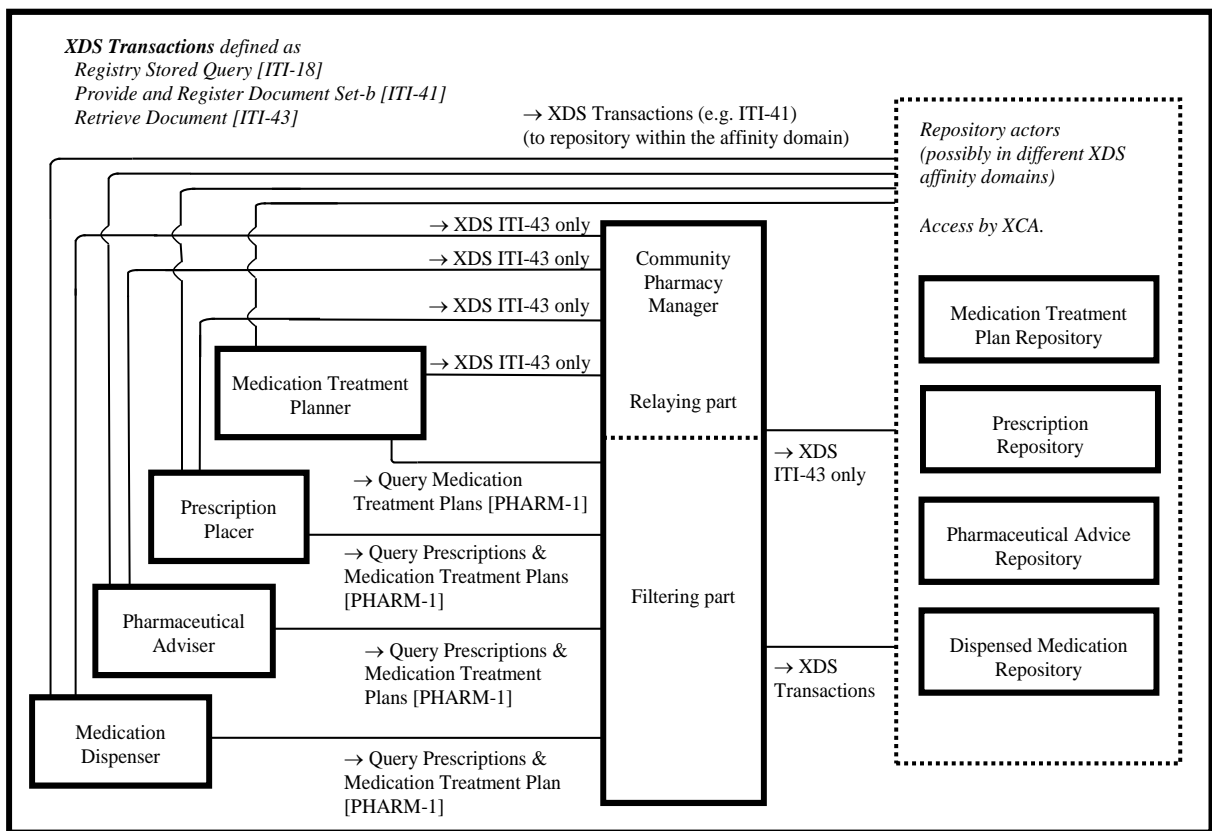 XDS Transactions defined as
Registry Stored Query [ITI-18]
Provide and Register Document Set-b [ITI-41]
Retrieve Document [ITI-43]
→ XDS Transactions (e.g. ITI-41)
(to repository within the affinity domain)
Repository actors
(possibly in different XDS
affinity domains)
Access by XCA.
→ XDS ITI-43 only
→ XDS ITI-43 only
→ XDS ITI-43 only
→ XDS ITI-43 only
Community
Pharmacy
Manager
Relaying part
Filtering part
Medication Treatment
Planner
→ Query Medication
Treatment Plans [PHARM-1]
Prescription
Placer
→ Query Prescriptions &
Medication Treatment Plans
[PHARM-1]
Pharmaceutical
Adviser
→ Query Prescriptions &
Medication Treatment
Plans [PHARM-1]
Medication
Dispenser
→ Query Prescriptions &
Medication Treatment Plan
[PHARM-1]
→ XDS
ITI-43 only
→ XDS
Transactions
Medication Treatment
Plan Repository
Prescription
Repository
Pharmaceutical Advice
Repository
Dispensed Medication
Repository